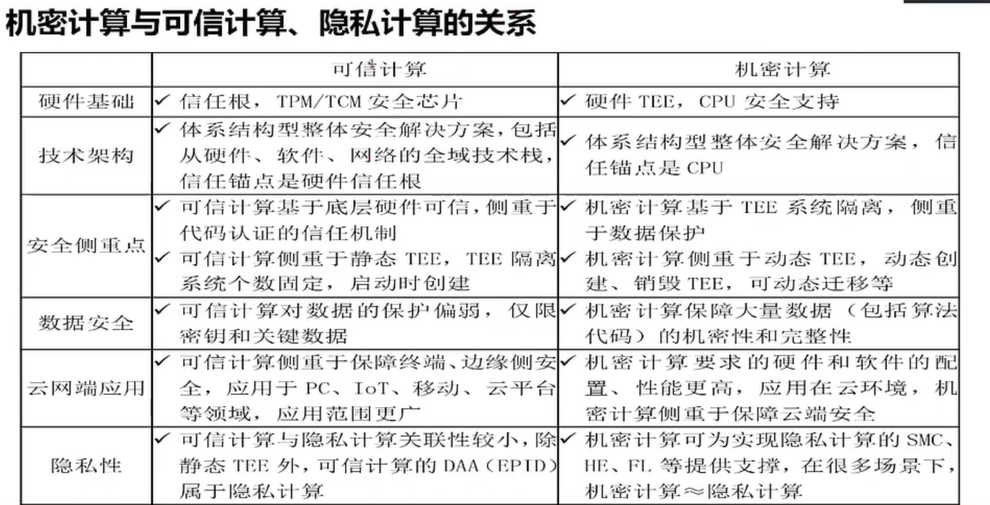 机密计算与可信计算、隐私计算的关系
可信计算
机密计算
硬件基础
✓ 信任根，TPM/TCM 安全芯片
✓ 硬件 TEE，CPU 安全支持
技术架构
✓ 体系结构型整体安全解决方案，包括
从硬件、软件、网络的全域技术栈，
信任锚点是硬件信任根
✓ 体系结构型整体安全解决方案，信
任锚点是 CPU
安全侧重点
✓ 可信计算基于底层硬件可信，侧重于
代码认证的信任机制
✓ 可信计算侧重于静态 TEE，TEE 隔离
系统个数固定，启动时创建
✓ 机密计算基于 TEE 系统隔离，侧重
于数据保护
✓ 机密计算侧重于动态 TEE，动态创
建、销毁 TEE，可动态迁移等
数据安全
✓ 可信计算对数据的保护偏弱，仅限
密钥和关键数据
✓ 机密计算保障大量数据（包括算法
代码）的机密性和完整性
云网端应用
✓ 可信计算侧重于保障终端、边缘侧安
全，应用于 PC、IoT、移动、云平台
等领域，应用范围更广
✓ 机密计算要求的硬件和软件的配
置、性能更高，应用在云环境，机
密计算侧重于保障云端安全
隐私性
✓ 可信计算与隐私计算关联性较小，除
静态 TEE 外，可信计算的 DAA（EPID）
属于隐私计算
✓ 机密计算可为实现隐私计算的 SMC、
HE、FL 等提供支撑，在很多场景下，
机密计算≈隐私计算